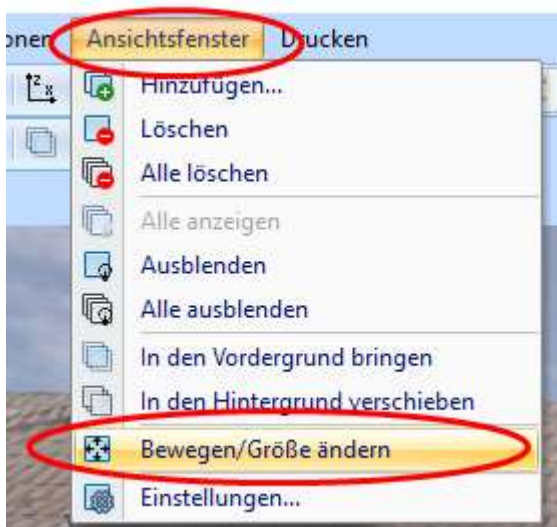 Ansichtsfenster Drucken
Hinzufügen...
Löschen
Alle löschen
Alle anzeigen
Ausblenden
Alle ausblenden
In den Vordergrund bringen
In den Hintergrund verschieben
Bewegen/Größe ändern
Einstellungen...